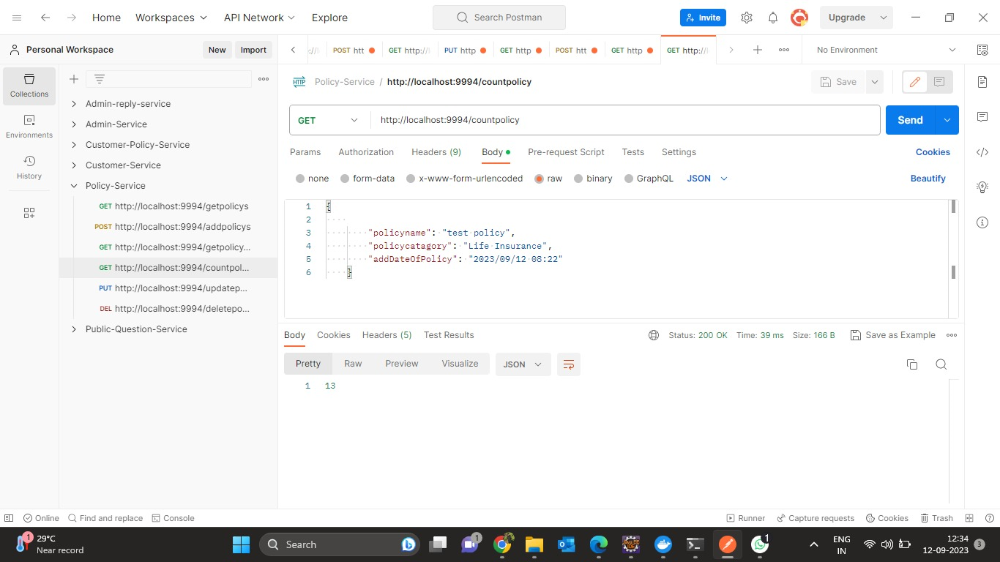 Home Workspaces API Network Explore Search Postman Invite Upgrade
Personal Workspace New Import
POST htt GET http:// PUT http GET http POST htt GET http GET http:// No Environment
Collections
Environments
History
Admin-reply-service
Admin-Service
Customer-Policy-Service
Customer-Service
Policy-Service
GET http://localhost:9994/getpolicys
POST http://localhost:9994/addpolicys
GET http://localhost:9994/getpolicy...
GET http://localhost:9994/countpol...
PUT http://localhost:9994/updatep...
DEL http://localhost:9994/deletepo...
Public-Question-Service
HTTP Policy-Service / http://localhost:9994/countpolicy Save
GET http://localhost:9994/countpolicy Send
Params Authorization Headers (9) Body Pre-request Script Tests Settings Cookies
none form-data x-www-form-urlencoded raw binary GraphQL JSON Beautify
1 {
2
3 "policyname": "test policy",
4 "policycatagory": "Life Insurance",
5 "addDateOfPolicy": "2023/09/12 08:22"
6 }
Body Cookies Headers (5) Test Results Status: 200 OK Time: 39 ms Size: 166 B Save as Example
Pretty Raw Preview Visualize JSON
1 13
Online Find and replace Console Runner Capture requests Cookies Trash
1 29°C
Near record
Search
1
Java EE IDE
1
ENG
IN
12:34
12-09-2023
3